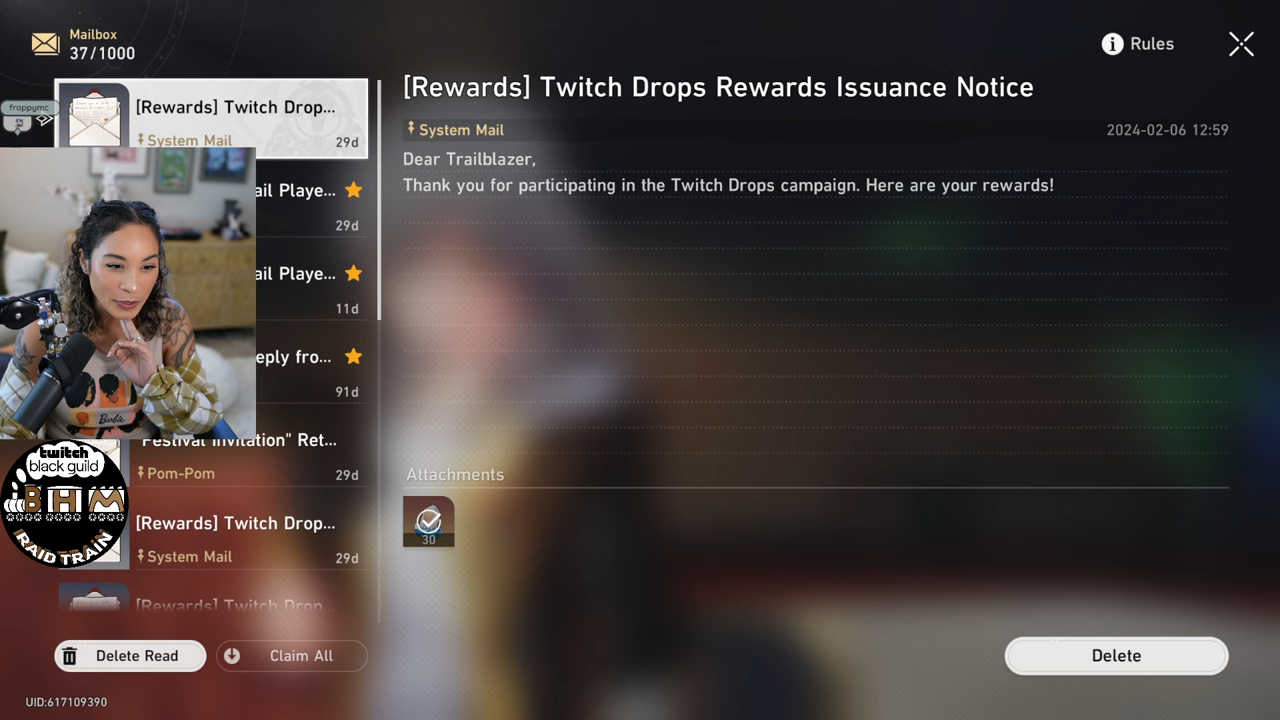 Mailbox
37/1000
Rules
froppymc
[Rewards] Twitch Drop...
System Mail
29d
ail Playe...
29d
ail Playe...
11d
eply fro...
91d
"Festival Invitation" Ret...
Pom-Pom
29d
[Rewards] Twitch Drop...
System Mail
29d
[Rewards] Twitch Drop...
Delete Read
Claim All
UID:617109390
[Rewards] Twitch Drops Rewards Issuance Notice
System Mail
2024-02-06 12:59
Dear Trailblazer,
Thank you for participating in the Twitch Drops campaign. Here are your rewards!
Attachments
30
Delete
Barbie
twitch
black guild
BHM
RAID TRAIN